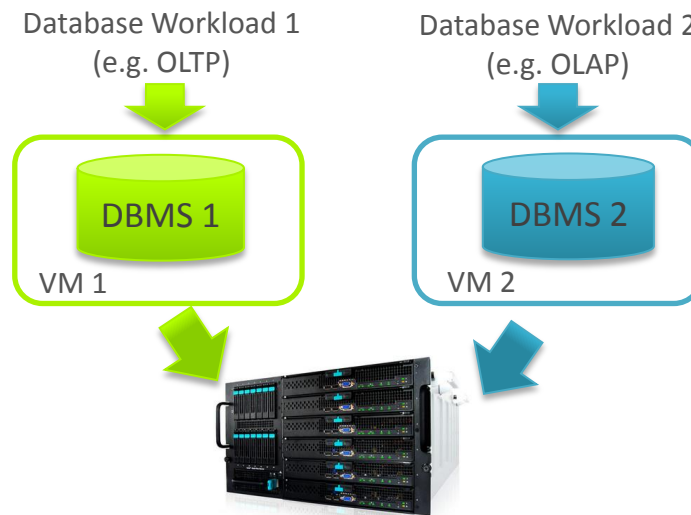 Database Workload 1
(e.g. OLTP)
Database Workload 2
(e.g. OLAP)
DBMS 1
VM 1
DBMS 2
VM 2